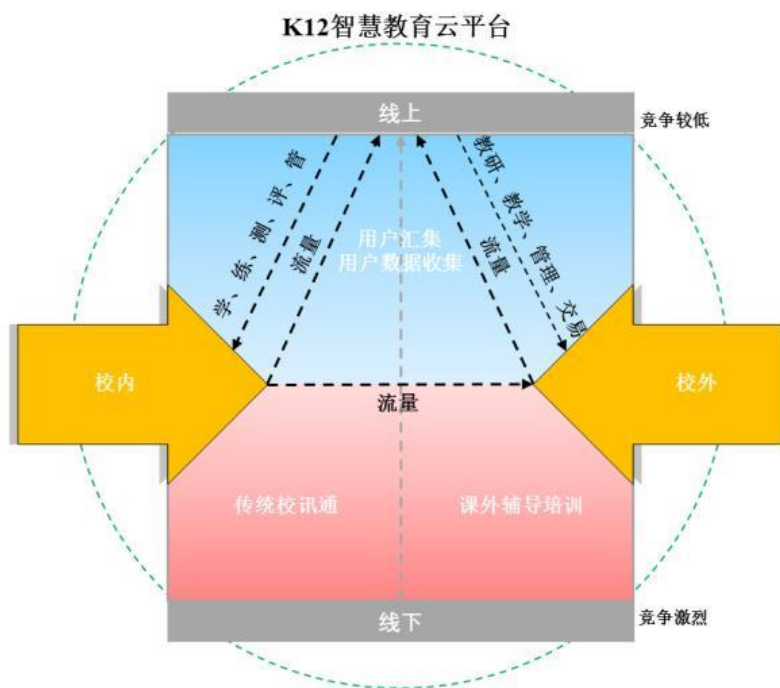 K12智慧教育云平台
线上
竞争较低
学、练、测、评、管
流量
用户汇集
用户数据收集
流量
教研、教学、管理、交易
校内
流量
校外
传统校讯通
课外辅导培训
线下
竞争激烈